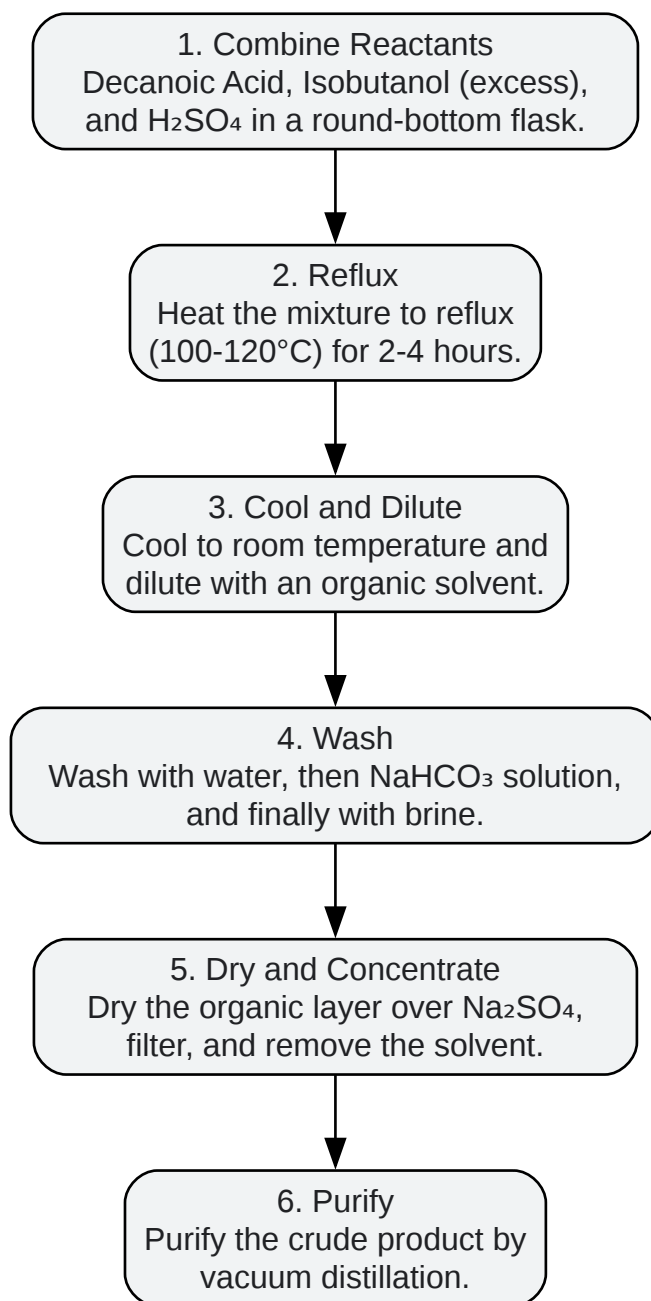 1. Combine Reactants
Decanoic Acid, Isobutanol (excess),
and H₂SO₄ in a round-bottom flask.
2. Reflux
Heat the mixture to reflux
(100-120°C) for 2-4 hours.
3. Cool and Dilute
Cool to room temperature and
dilute with an organic solvent.
4. Wash
Wash with water, then NaHCO₃ solution,
and finally with brine.
5. Dry and Concentrate
Dry the organic layer over Na₂SO₄,
filter, and remove the solvent.
6. Purify
Purify the crude product by
vacuum distillation.